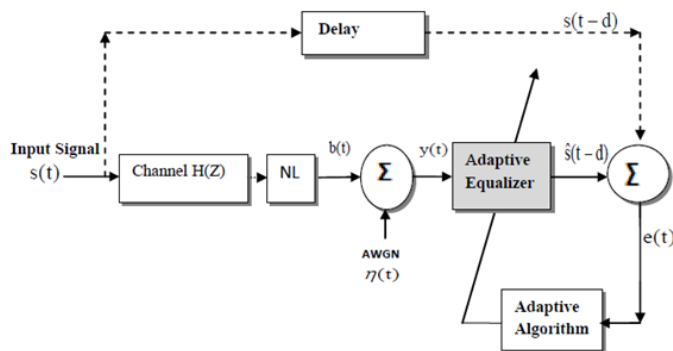 Delay
s(t – d)
Input Signal
s(t)
Channel H(Z)
NL
b(t)
Σ
y(t)
Adaptive
Equalizer
ŝ(t – d)
Σ
AWGN
η(t)
e(t)
Adaptive
Algorithm